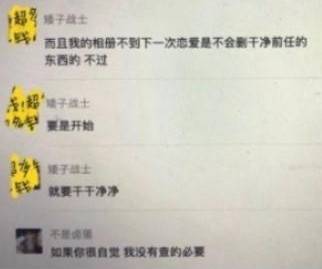 矮子战士
而且我的相册不到下一次恋爱是不会删干净前任的
东西的 不过
矮子战士
要是开始
矮子战士
就要干干净净
不是卤蛋
如果你很自觉 我没有查的必要